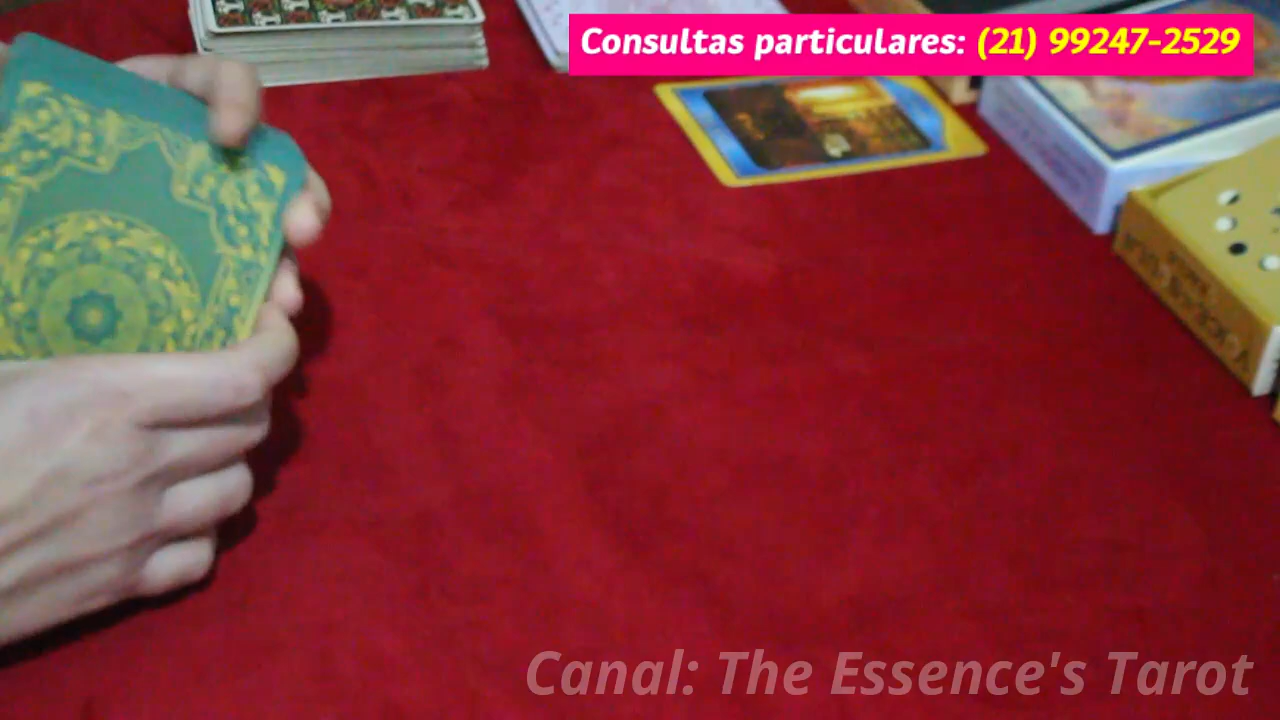 Consultas particulares: (21) 99247-2529
Canal: The Essence's Tarot